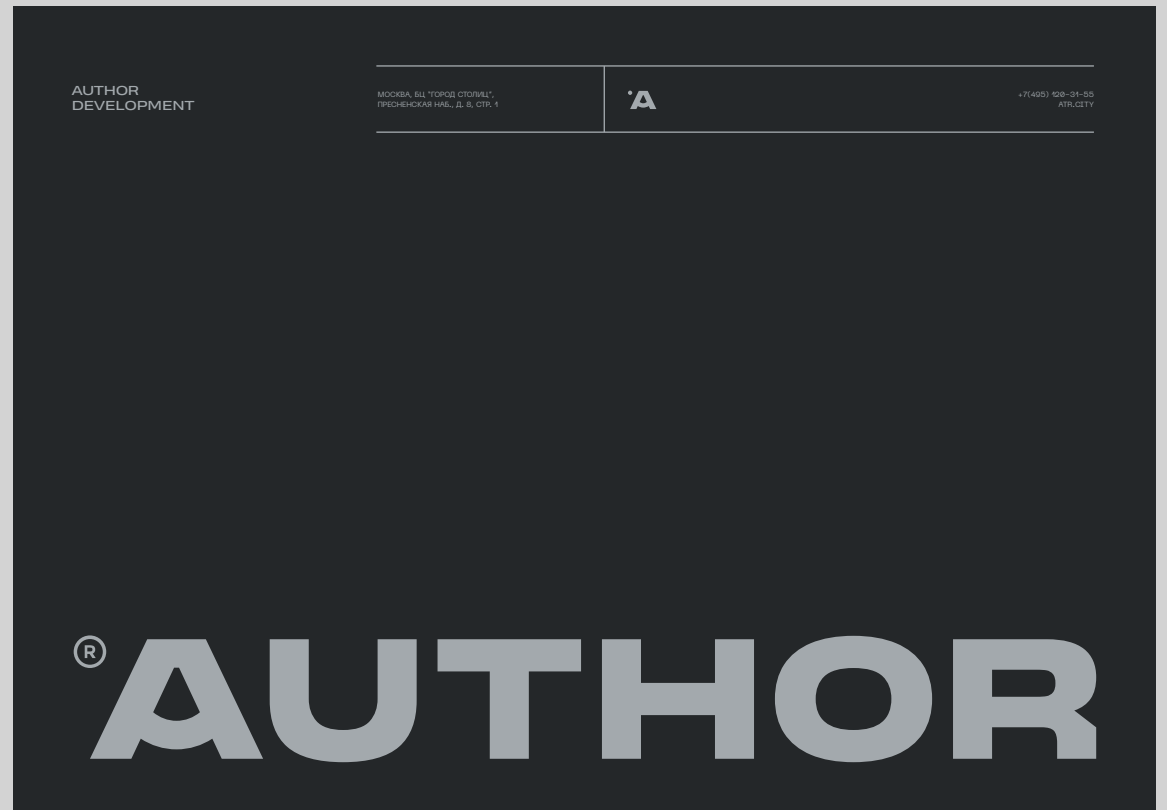 AUTHOR
DEVELOPMENT
МОСКВА, БЦ "ГОРОД СТОЛИЦ",
ПРЕСНЕНСКАЯ НАБ., Д. 8, СТР. 1
°A
+7(495) 120-31-55
ATR.CITY
®AUTHOR